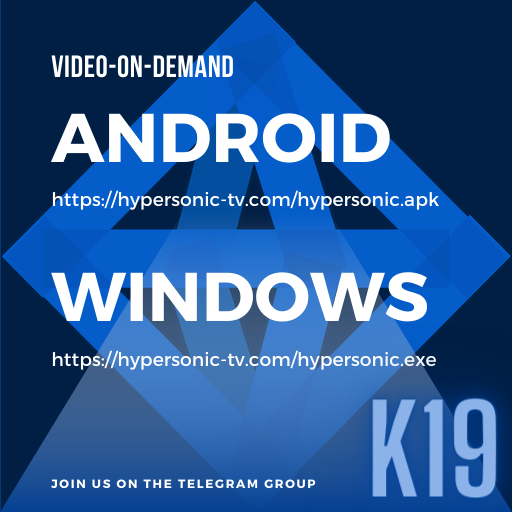 VIDEO-ON-DEMAND
ANDROID
https://hypersonic-tv.com/hypersonic.apk
WINDOWS
https://hypersonic-tv.com/hypersonic.exe
K19
JOIN US ON THE TELEGRAM GROUP